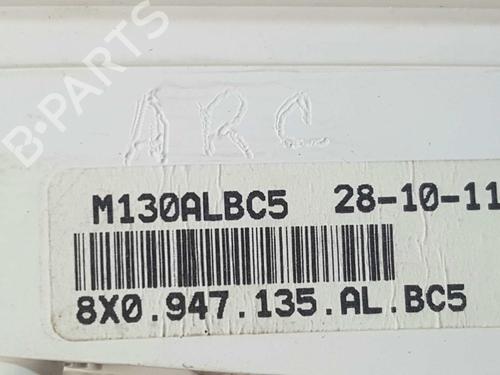 B-PARTS
ARC
M130ALBC5 28-10-11
8X0.947.135.AL.BC5